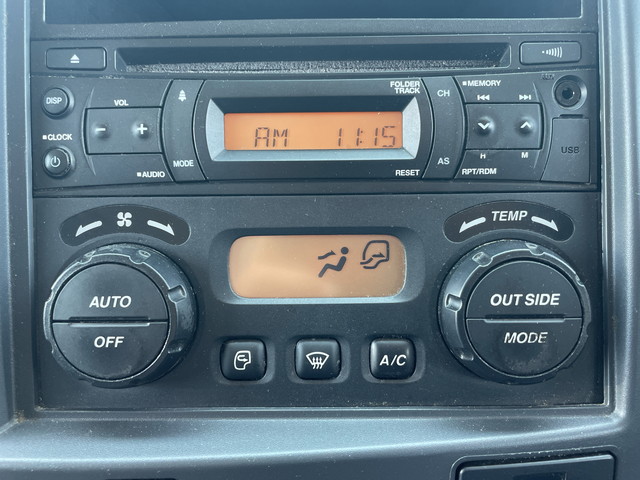 DISP
VOL
FOLDER
TRACK
CH
MEMORY
AUX
− +
CLOCK
AM 11:15
USB
AUDIO
MODE
RESET
AS
H M
RPT/RDM
TEMP
AUTO
OFF
OUT SIDE
MODE
A/C